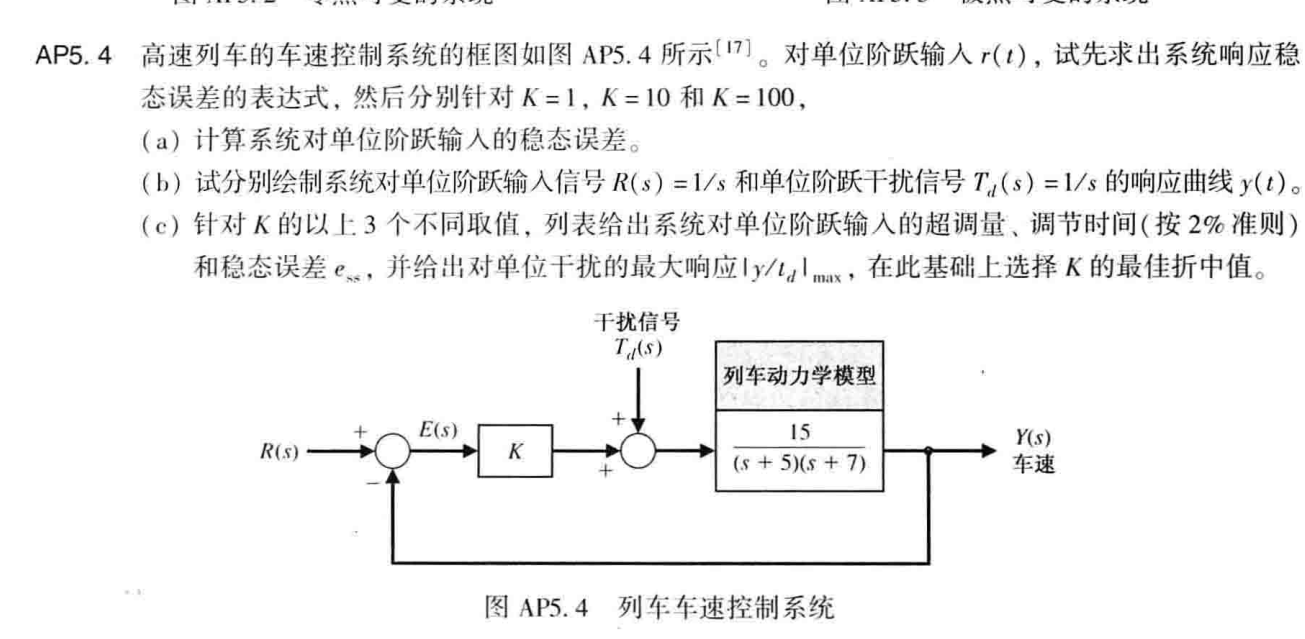 AP5.4 高速列车的车速控制系统的框图如图 AP5.4 所示[17]。对单位阶跃输入 r(t)，试先求出系统响应稳
态误差的表达式，然后分别针对 K=1，K=10 和 K=100，
(a) 计算系统对单位阶跃输入的稳态误差。
(b) 试分别绘制系统对单位阶跃输入信号 R(s)=1/s 和单位阶跃干扰信号 T_d(s)=1/s 的响应曲线 y(t)。
(c) 针对 K 的以上 3 个不同取值，列表给出系统对单位阶跃输入的超调量、调节时间(按 2% 准则)
和稳态误差 e_ss，并给出对单位干扰的最大响应|y/t_d|_max，在此基础上选择 K 的最佳折中值。
干扰信号
T_d(s)
列车动力学模型
R(s)
+
−
E(s)
K
+
+
15
(s + 5)(s + 7)
Y(s)
车速
图 AP5.4 列车车速控制系统